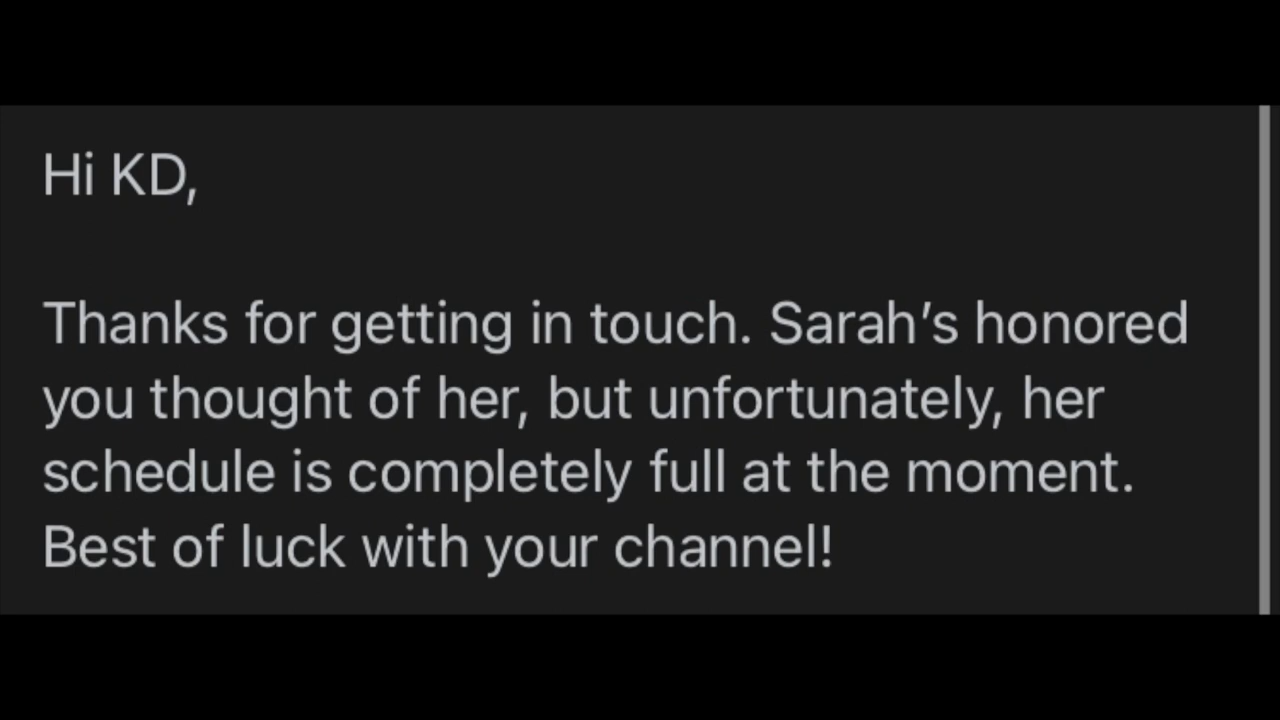 Hi KD,
Thanks for getting in touch. Sarah’s honored
you thought of her, but unfortunately, her
schedule is completely full at the moment.
Best of luck with your channel!